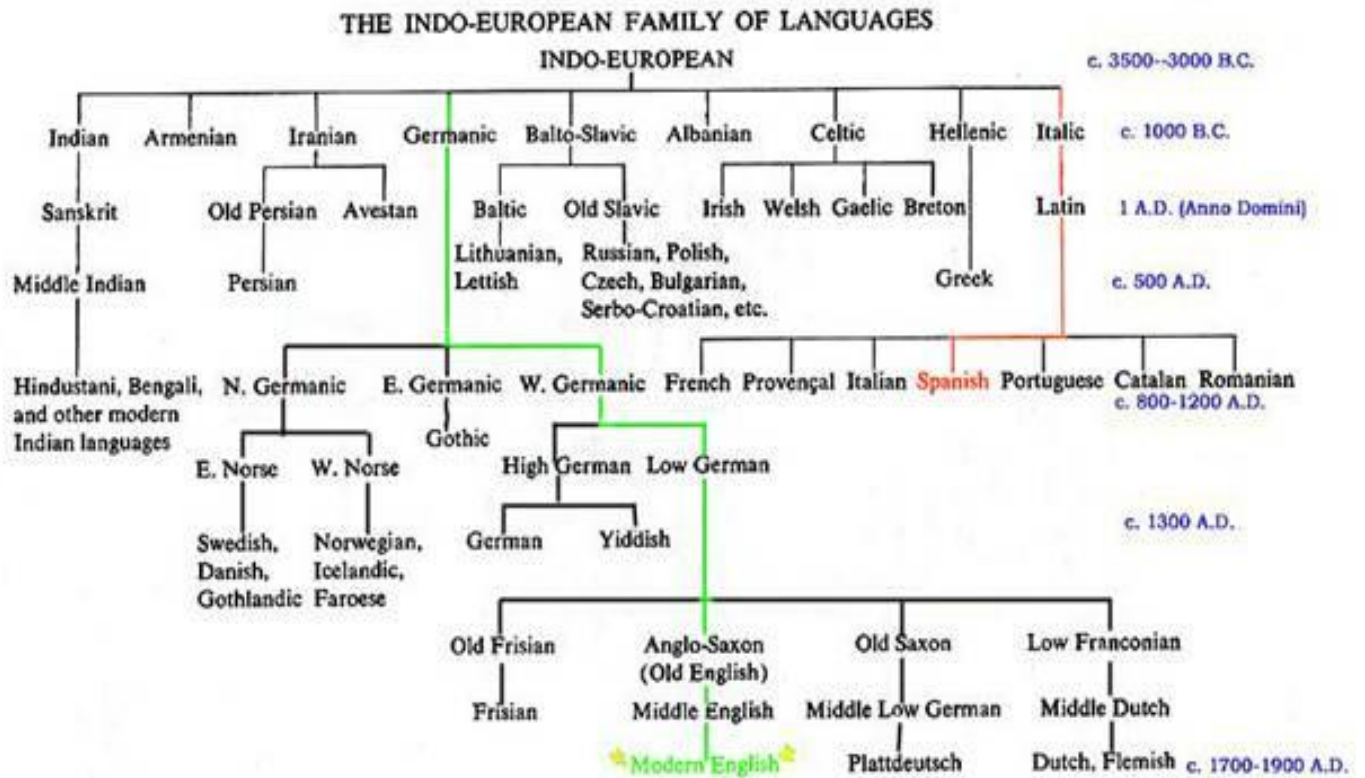 THE INDO-EUROPEAN FAMILY OF LANGUAGES
INDO-EUROPEAN
c. 3500--3000 B.C.
Indian Armenian Iranian Germanic Balto-Slavic Albanian Celtic Hellenic Italic c. 1000 B.C.
Sanskrit Old Persian Avestan Baltic Old Slavic Irish Welsh Gaelic Breton Latin 1 A.D. (Anno Domini)
Lithuanian, Russian, Polish,
Middle Indian Persian Lettish Czech, Bulgarian, Greek c. 500 A.D.
Serbo-Croatian, etc.
Hindustani, Bengali, N. Germanic E. Germanic W. Germanic French Provençal Italian Spanish Portuguese Catalan Romanian
and other modern c. 800-1200 A.D.
Indian languages Gothic
E. Norse W. Norse High German Low German
c. 1300 A.D.
Swedish, Norwegian, German Yiddish
Danish, Icelandic,
Gothlandic Faroese
Old Frisian Anglo-Saxon Old Saxon Low Franconian
(Old English)
Frisian Middle English Middle Low German Middle Dutch
*Modern English* Plattdeutsch Dutch, Flemish c. 1700-1900 A.D.